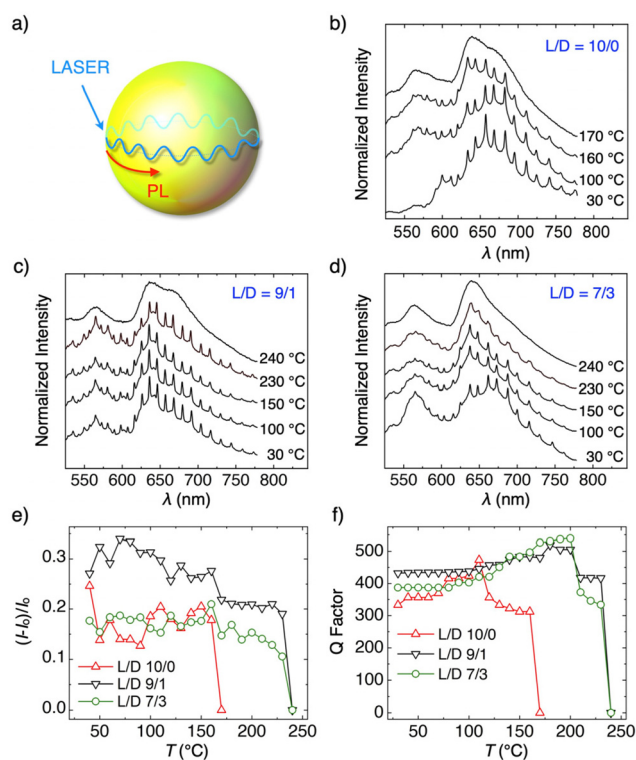 a)
LASER
PL
b)
L/D = 10/0
Normalized Intensity
170 °C
160 °C
100 °C
30 °C
550 600 650 700 750 800
λ (nm)
c)
L/D = 9/1
Normalized Intensity
240 °C
230 °C
150 °C
100 °C
30 °C
550 600 650 700 750 800
λ (nm)
d)
L/D = 7/3
Normalized Intensity
240 °C
230 °C
150 °C
100 °C
30 °C
550 600 650 700 750 800
λ (nm)
e)
(I-I₀)/I₀
0.3
0.2
0.1
0.0
L/D 10/0
L/D 9/1
L/D 7/3
50 100 150 200 250
T (°C)
f)
Q Factor
500
400
300
200
100
0
L/D 10/0
L/D 9/1
L/D 7/3
50 100 150 200 250
T (°C)